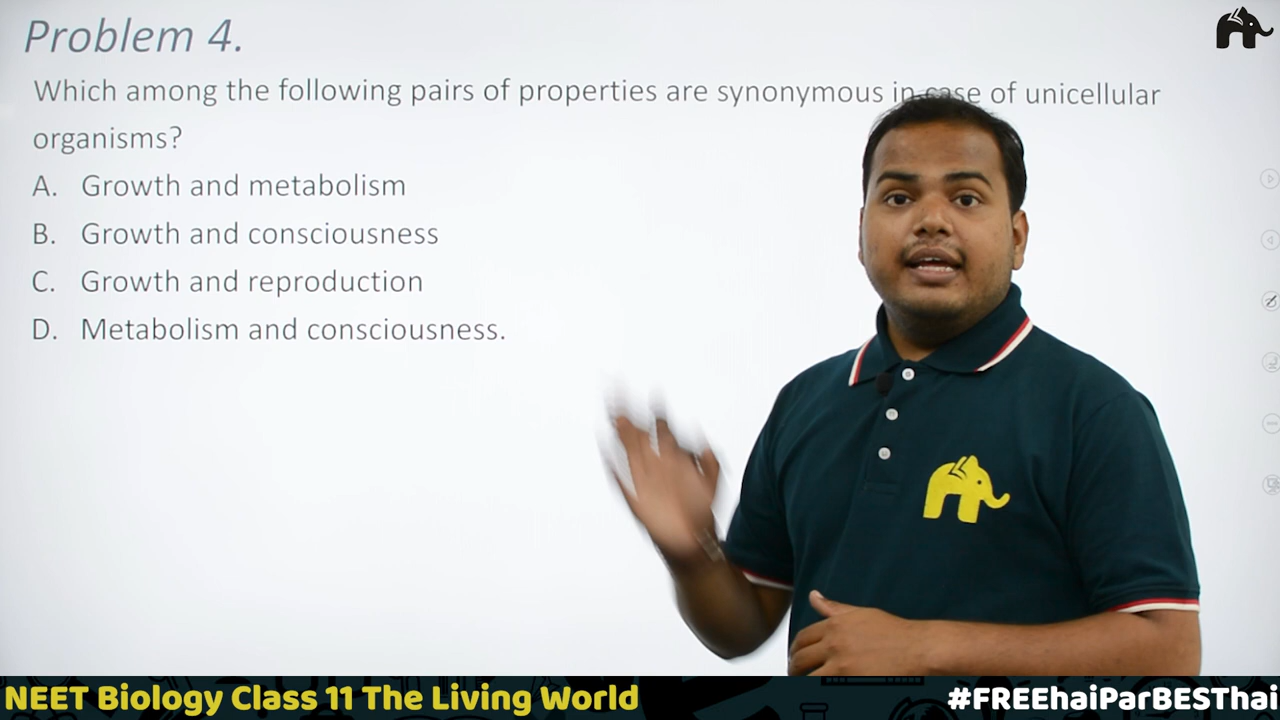 Problem 4.
Which among the following pairs of properties are synonymous in case of unicellular
organisms?
A. Growth and metabolism
B. Growth and consciousness
C. Growth and reproduction
D. Metabolism and consciousness.
NEET Biology Class 11 The Living World
#FREEhaiParBESThai